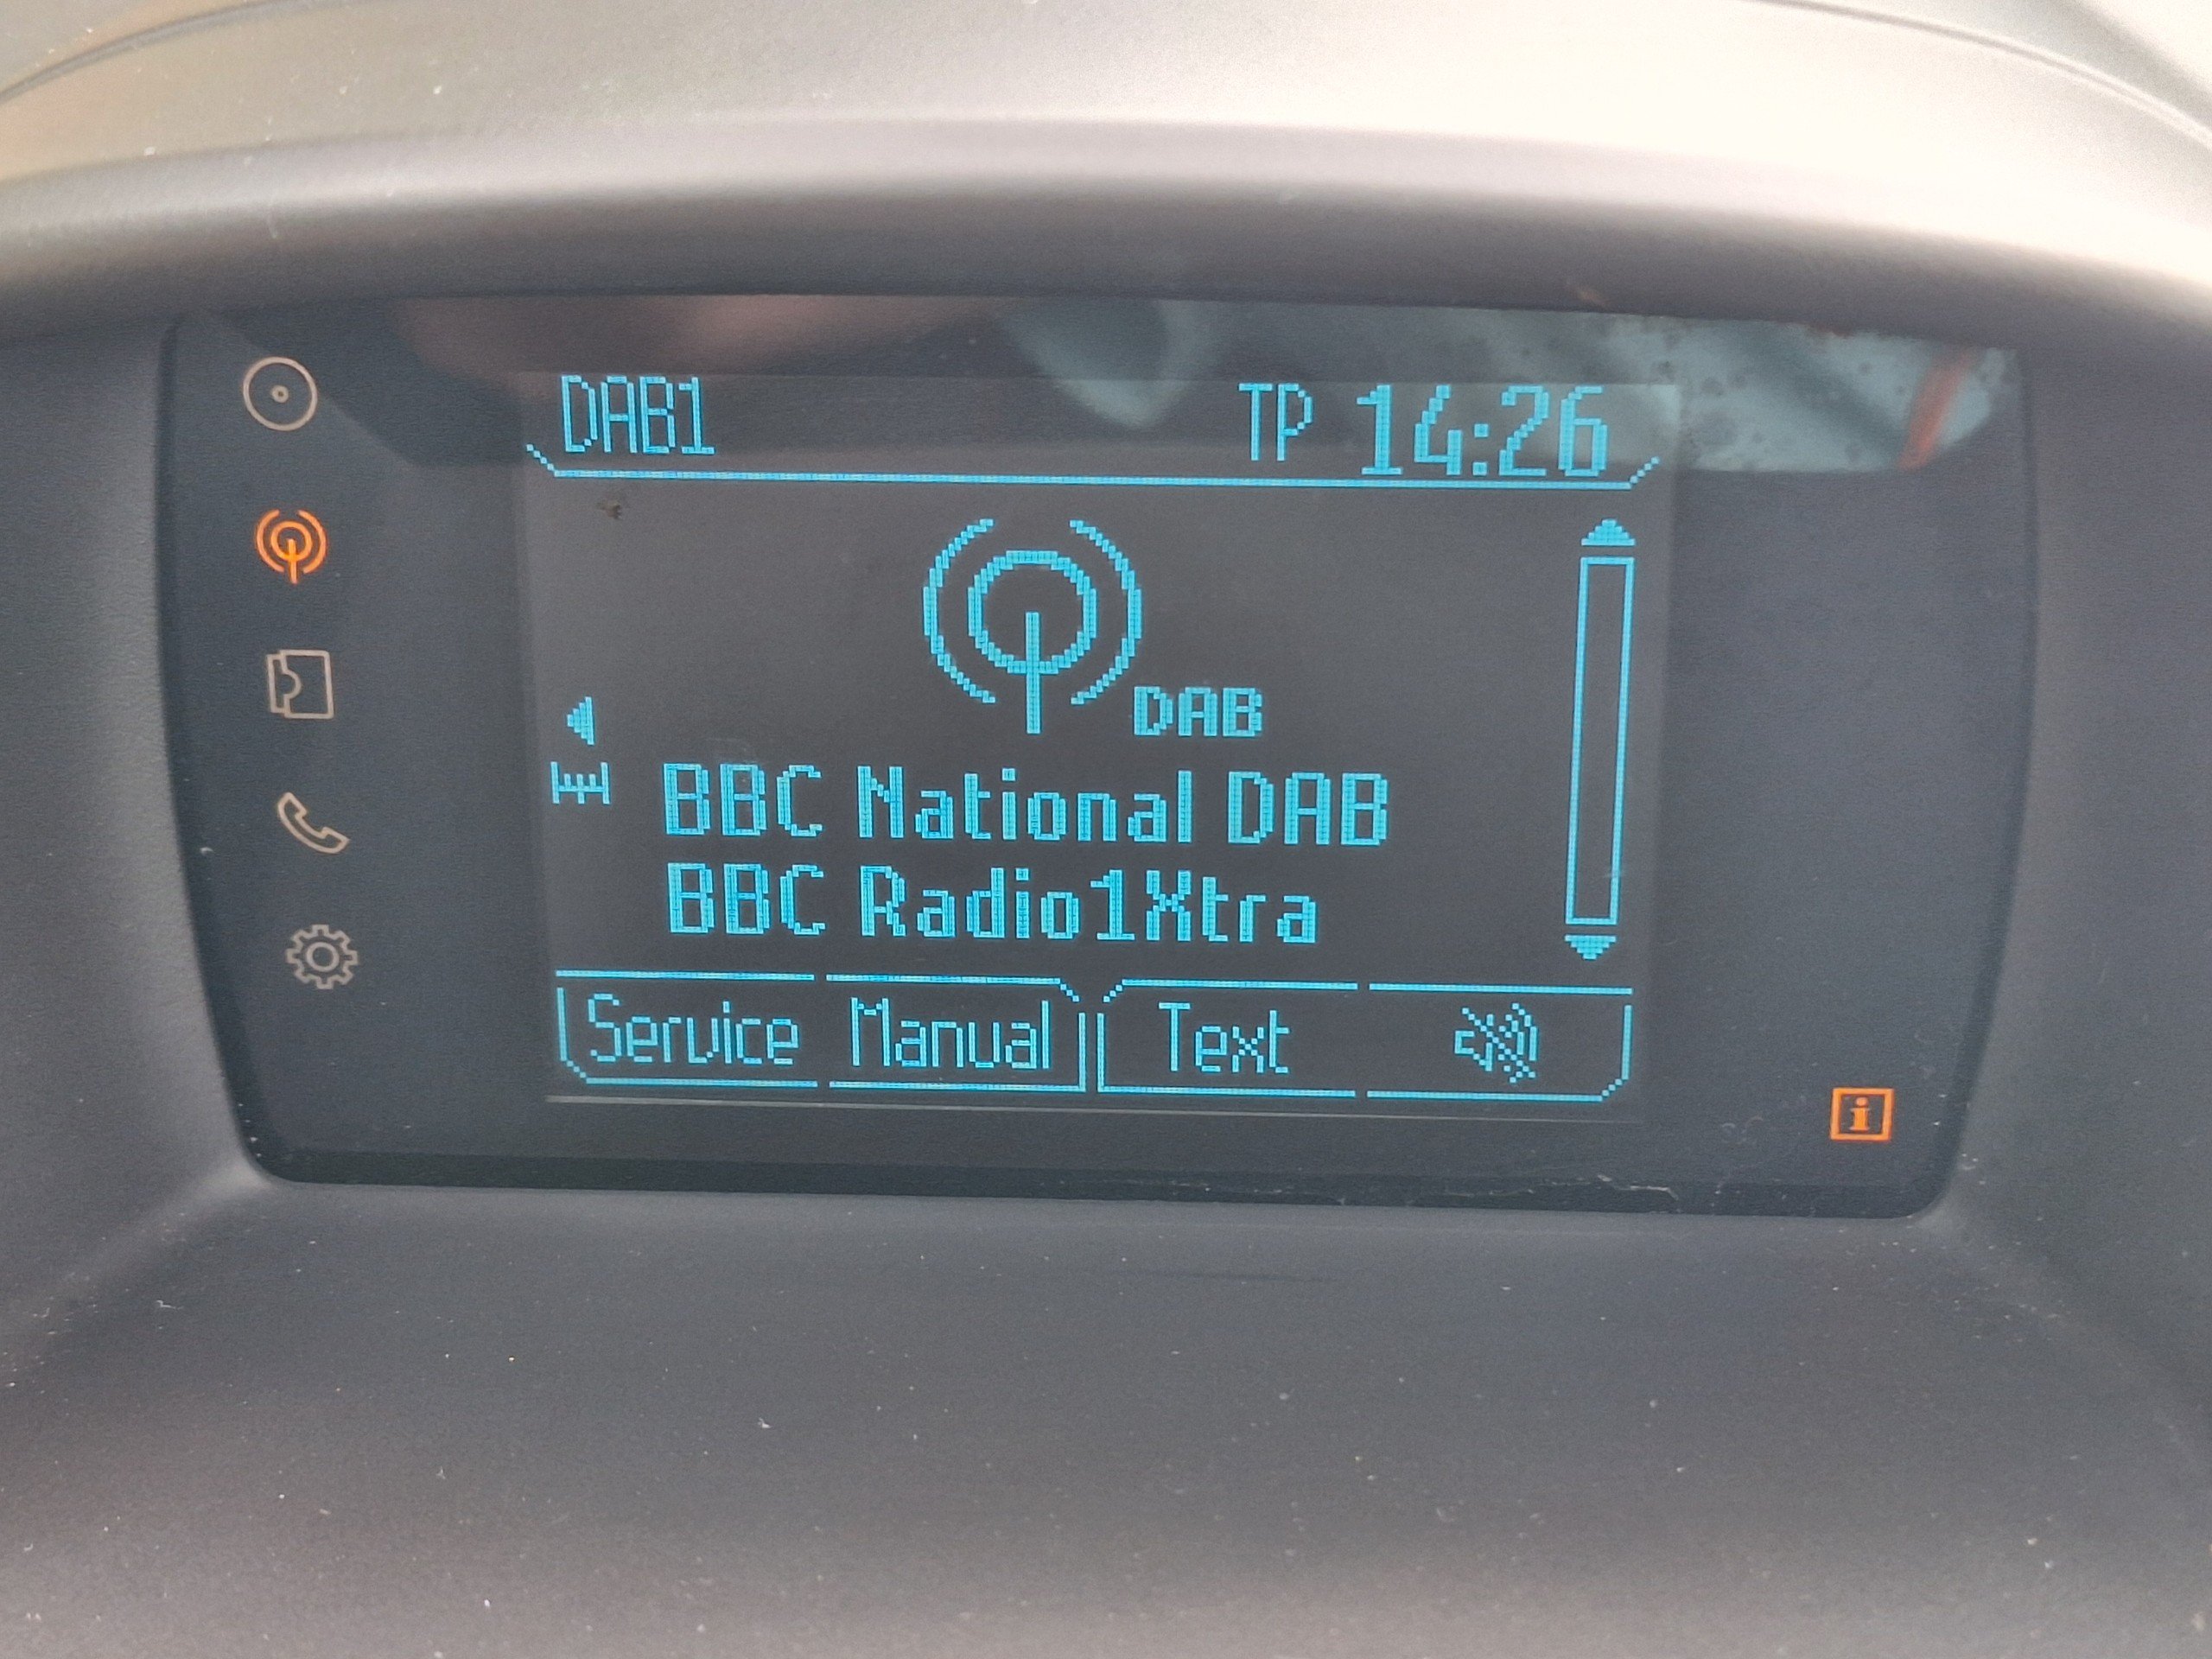 DAB1 TP 14:26
DAB
BBC National DAB
BBC Radio1Xtra
Service Manual Text
i